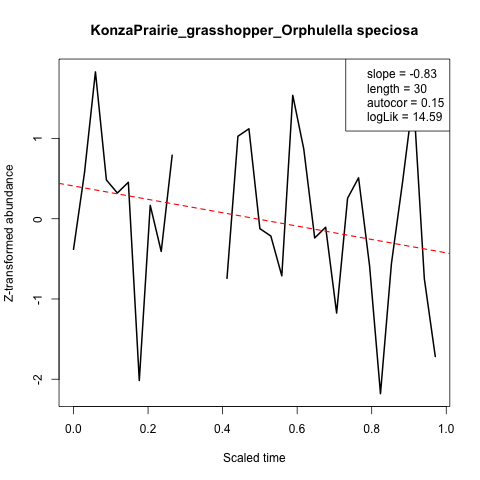 KonzaPrairie_grasshopper_Orphulella speciosa
slope = -0.83
length = 30
autocor = 0.15
logLik = 14.59
Z-transformed abundance
1
0
-1
-2
0.0 0.2 0.4 0.6 0.8 1.0
Scaled time